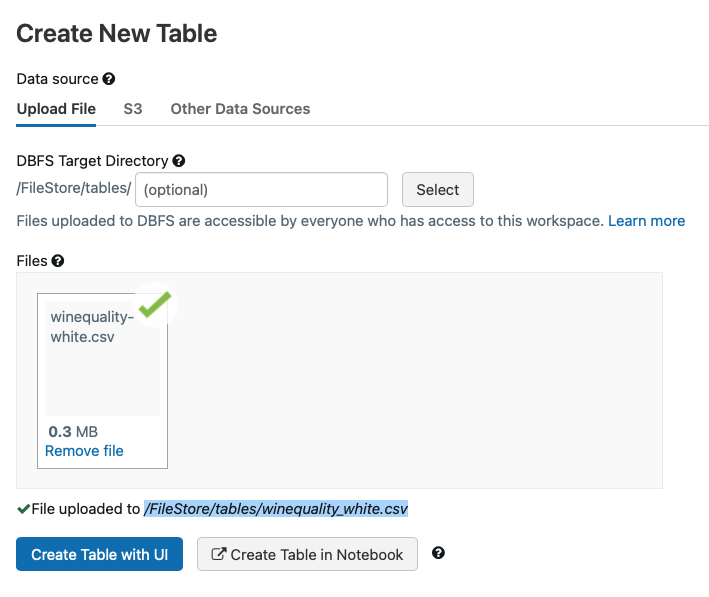 Create New Table
Data source
Upload File S3 Other Data Sources
DBFS Target Directory
/FileStore/tables/ (optional) Select
Files uploaded to DBFS are accessible by everyone who has access to this workspace. Learn more
Files
winequality-
white.csv
0.3 MB
Remove file
File uploaded to /FileStore/tables/winequality_white.csv
Create Table with UI Create Table in Notebook